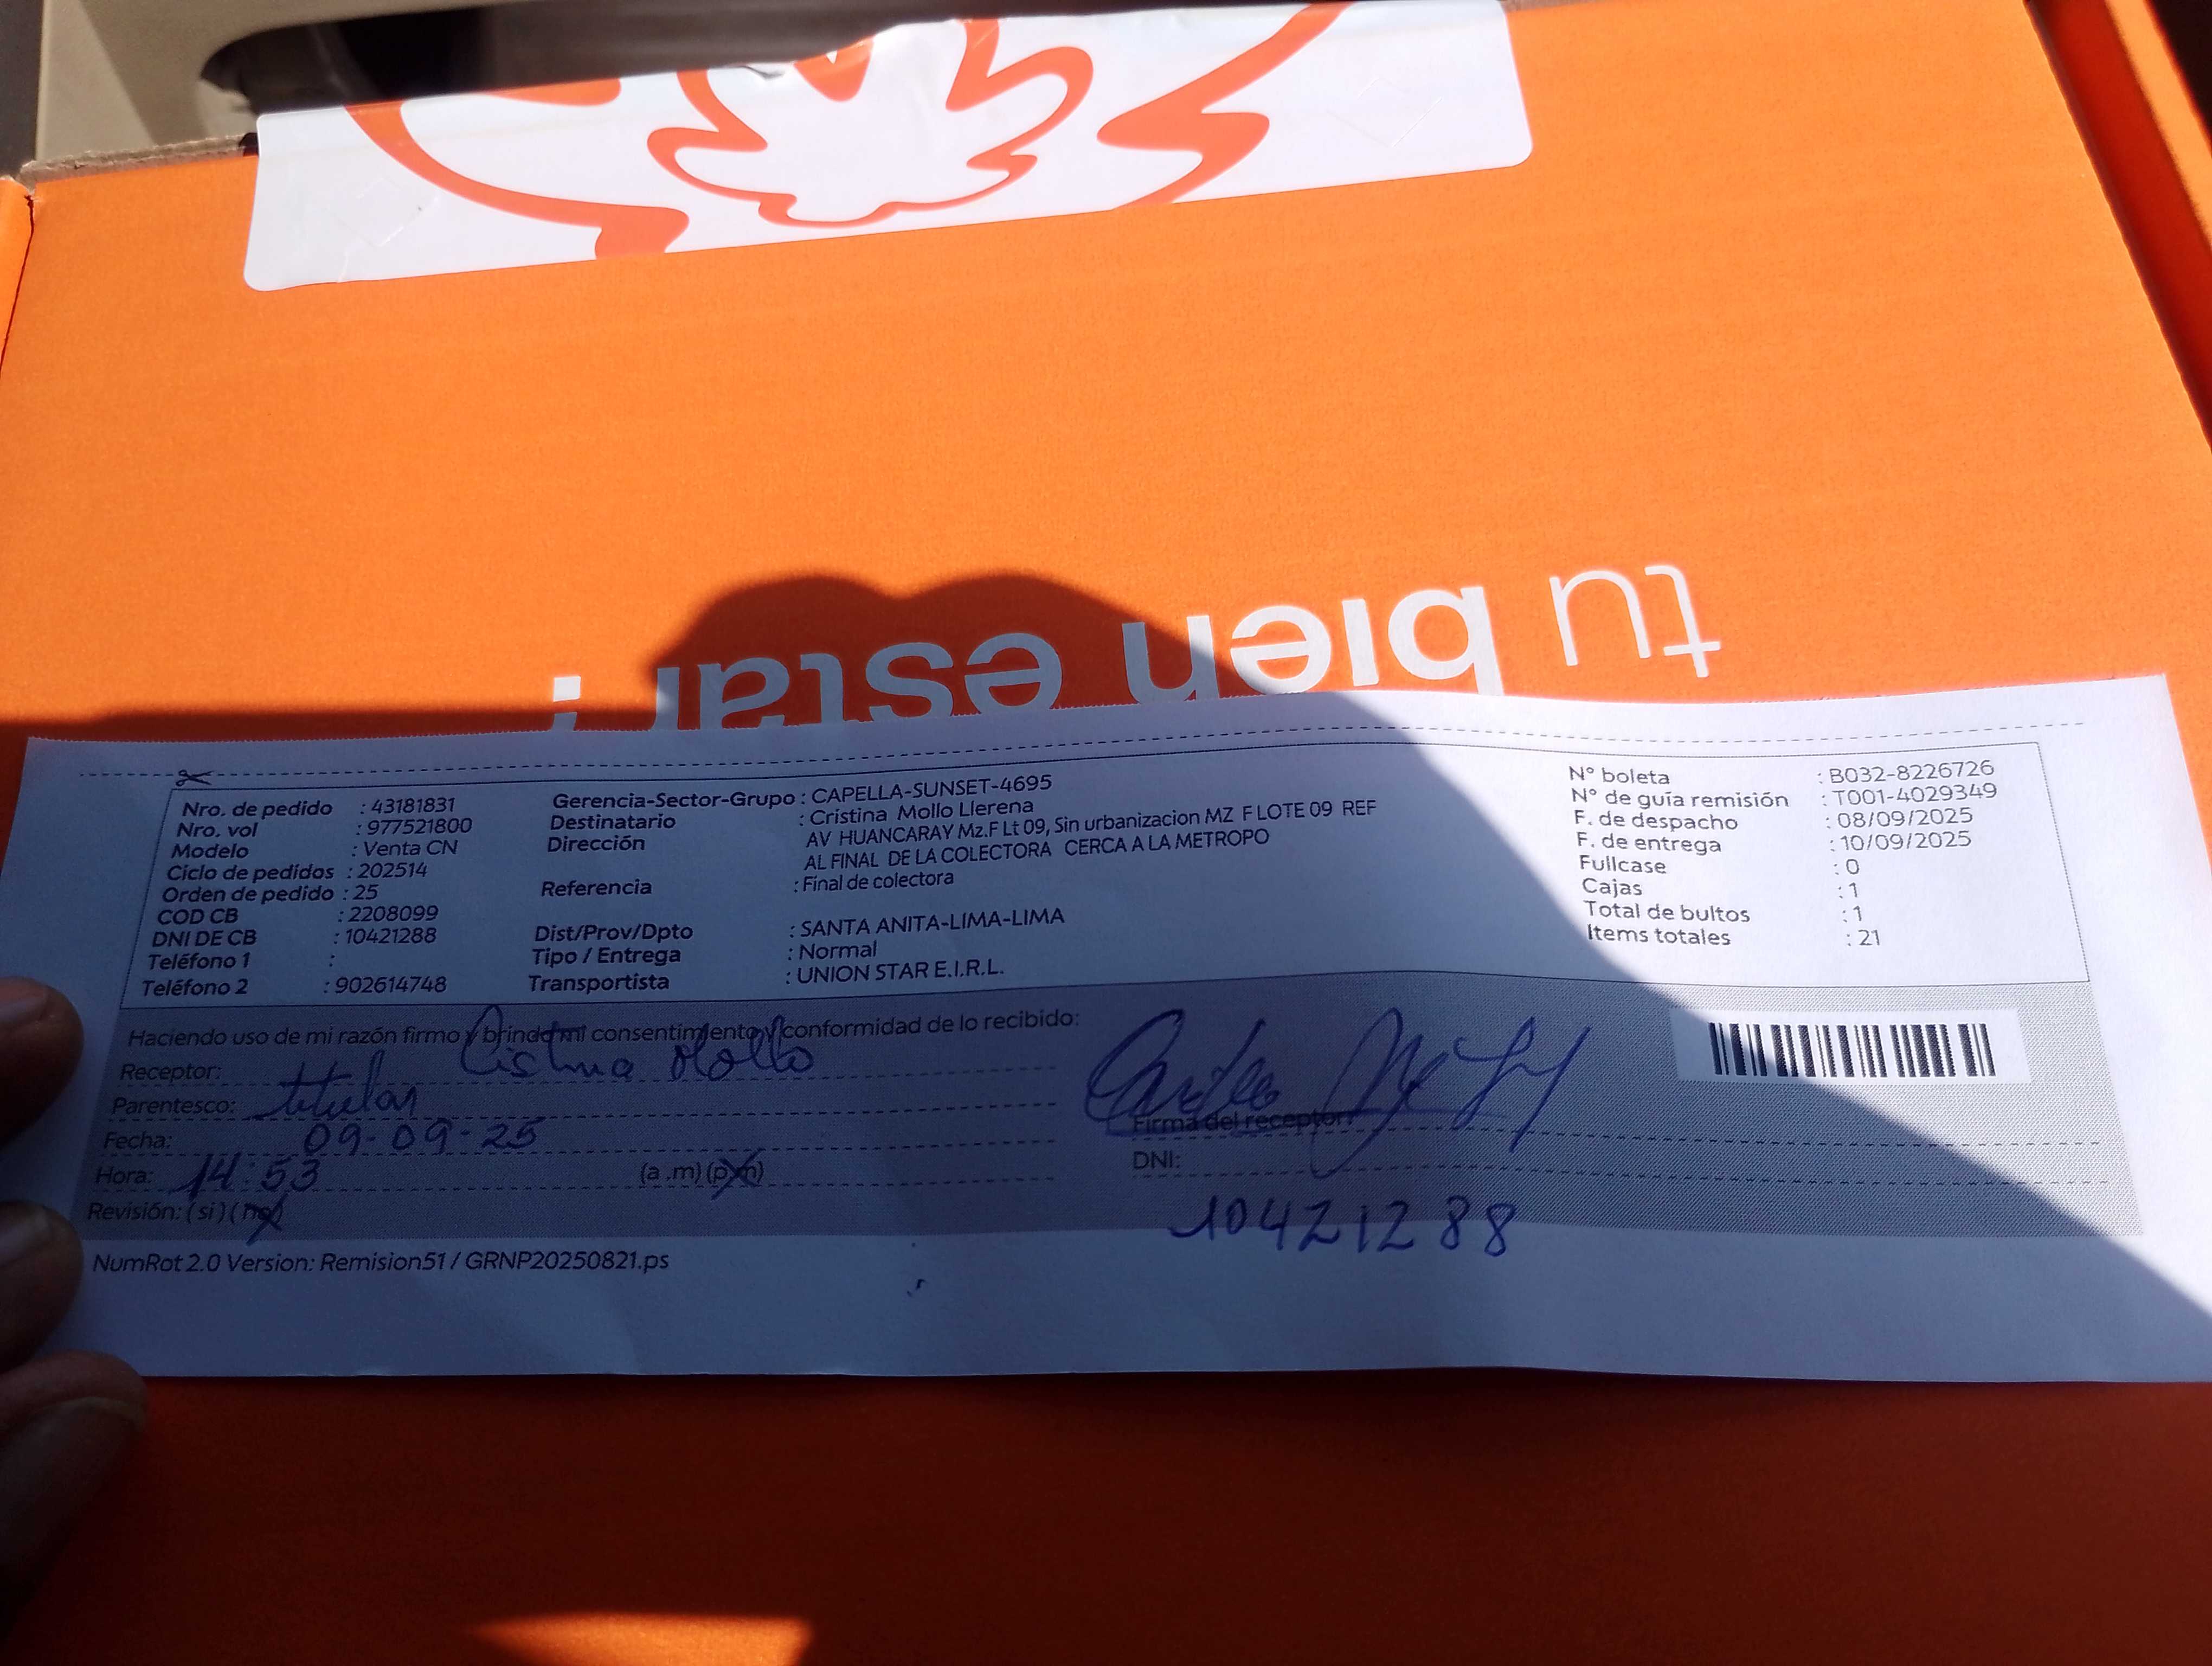 tu bien estar
Nro. de pedido : 43181831
Nro. vol : 977521800
Modelo : Venta CN
Ciclo de pedidos : 202514
Orden de pedido : 25
COD CB : 2208099
DNI DE CB : 10421288
Teléfono 1 :
Teléfono 2 : 902614748
Gerencia-Sector-Grupo : CAPELLA-SUNSET-4695
Destinatario : Cristina Mollo Llerena
Dirección AV HUANCARAY Mz.F Lt 09, Sin urbanizacion MZ F LOTE 09 REF
AL FINAL DE LA COLECTORA CERCA A LA METROPO
Referencia : Final de colectora
Dist/Prov/Dpto : SANTA ANITA-LIMA-LIMA
Tipo / Entrega : Normal
Transportista : UNION STAR E.I.R.L.
N° boleta : B032-8226726
N° de guía remisión : T001-4029349
F. de despacho : 08/09/2025
F. de entrega : 10/09/2025
Fullcase : 0
Cajas : 1
Total de bultos : 1
Items totales : 21
Haciendo uso de mi razón firmo y brindo mi consentimiento y conformidad de lo recibido:
Receptor: Cistina Mollo
Parentesco: titular
Fecha: 09-09-25
Hora: 14:53 (a .m) (p.m)
Revisión: (si) (no)
Firma del receptor
DNI:
10421288
NumRot 2.0 Version: Remision51 / GRNP20250821.ps